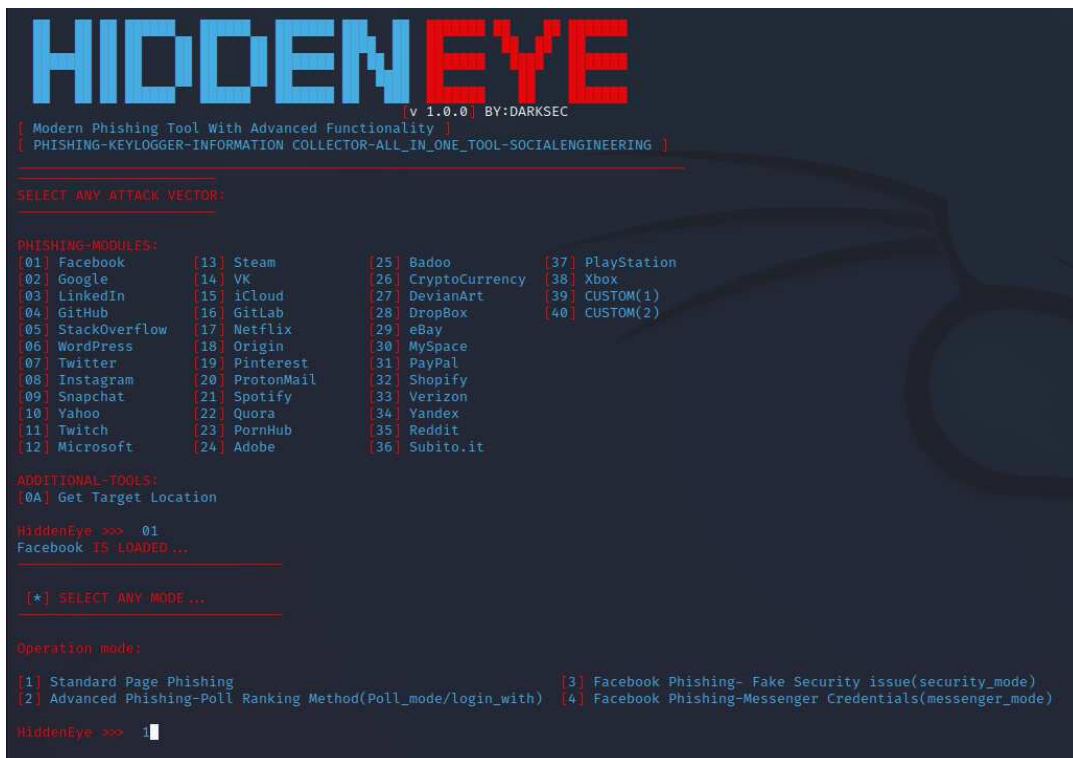 HIDDEN EYE
[v 1.0.0] BY:DARKSEC
[ Modern Phishing Tool With Advanced Functionality ]
[ PHISHING-KEYLOGGER-INFORMATION COLLECTOR-ALL_IN_ONE_TOOL-SOCIALENGINEERING ]
SELECT ANY ATTACK VECTOR:
PHISHING-MODULES:
[01] Facebook [13] Steam [25] Badoo [37] PlayStation
[02] Google [14] VK [26] CryptoCurrency [38] Xbox
[03] LinkedIn [15] iCloud [27] DevianArt [39] CUSTOM(1)
[04] GitHub [16] GitLab [28] DropBox [40] CUSTOM(2)
[05] StackOverflow [17] Netflix [29] eBay
[06] WordPress [18] Origin [30] MySpace
[07] Twitter [19] Pinterest [31] PayPal
[08] Instagram [20] ProtonMail [32] Shopify
[09] Snapchat [21] Spotify [33] Verizon
[10] Yahoo [22] Quora [34] Yandex
[11] Twitch [23] PornHub [35] Reddit
[12] Microsoft [24] Adobe [36] Subito.it
ADDITIONAL-TOOLS:
[0A] Get Target Location
HiddenEye >>> 01
Facebook IS LOADED...
[*] SELECT ANY MODE...
Operation mode:
[1] Standard Page Phishing [3] Facebook Phishing- Fake Security issue(security_mode)
[2] Advanced Phishing-Poll Ranking Method(Poll_mode/login_with) [4] Facebook Phishing-Messenger Credentials(messenger_mode)
HiddenEye >>> 1